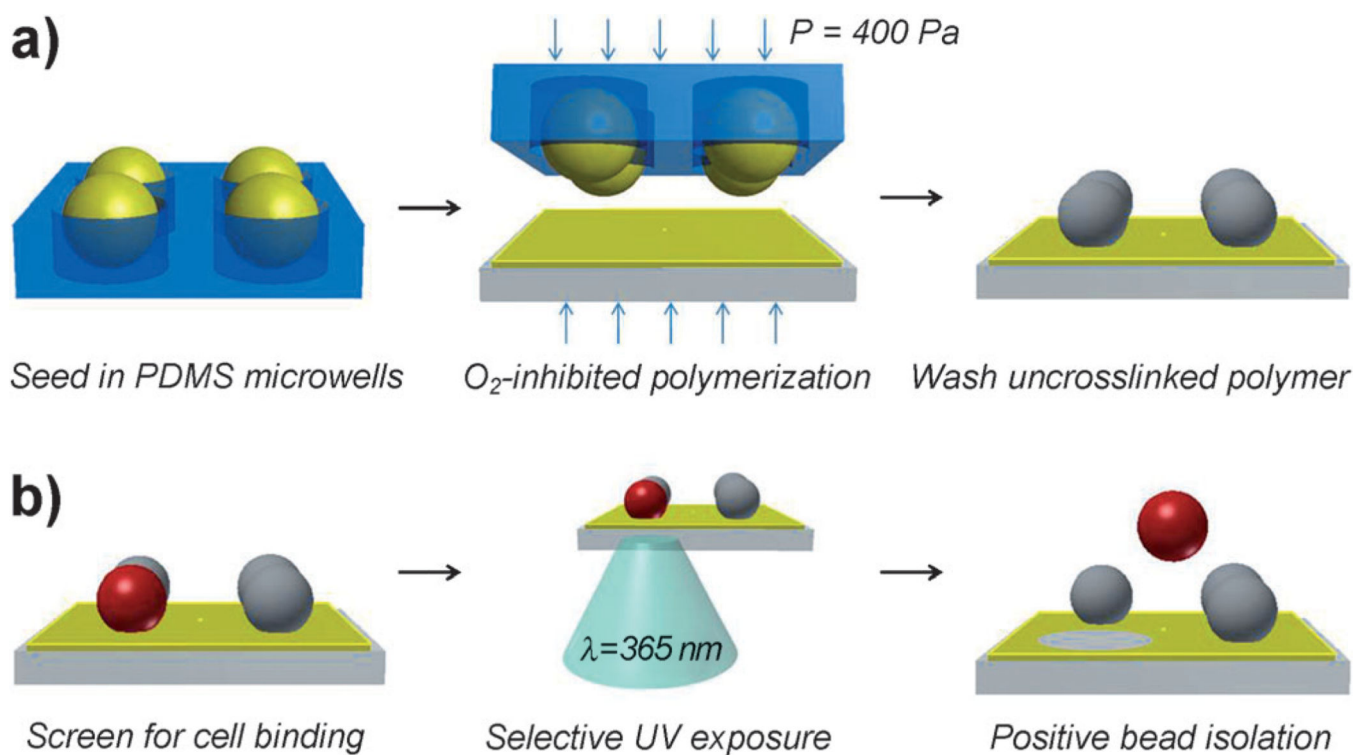 a)
P = 400 Pa
Seed in PDMS microwells
O₂-inhibited polymerization
Wash uncrosslinked polymer
b)
λ=365 nm
Screen for cell binding
Selective UV exposure
Positive bead isolation